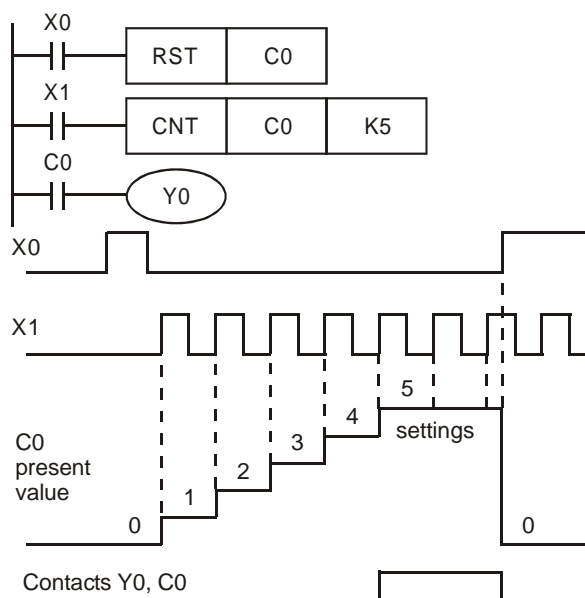 X0
RST C0
X1
CNT C0 K5
C0
Y0
X0
X1
5
settings
4
3
2
1
0
0
C0
present
value
Contacts Y0, C0